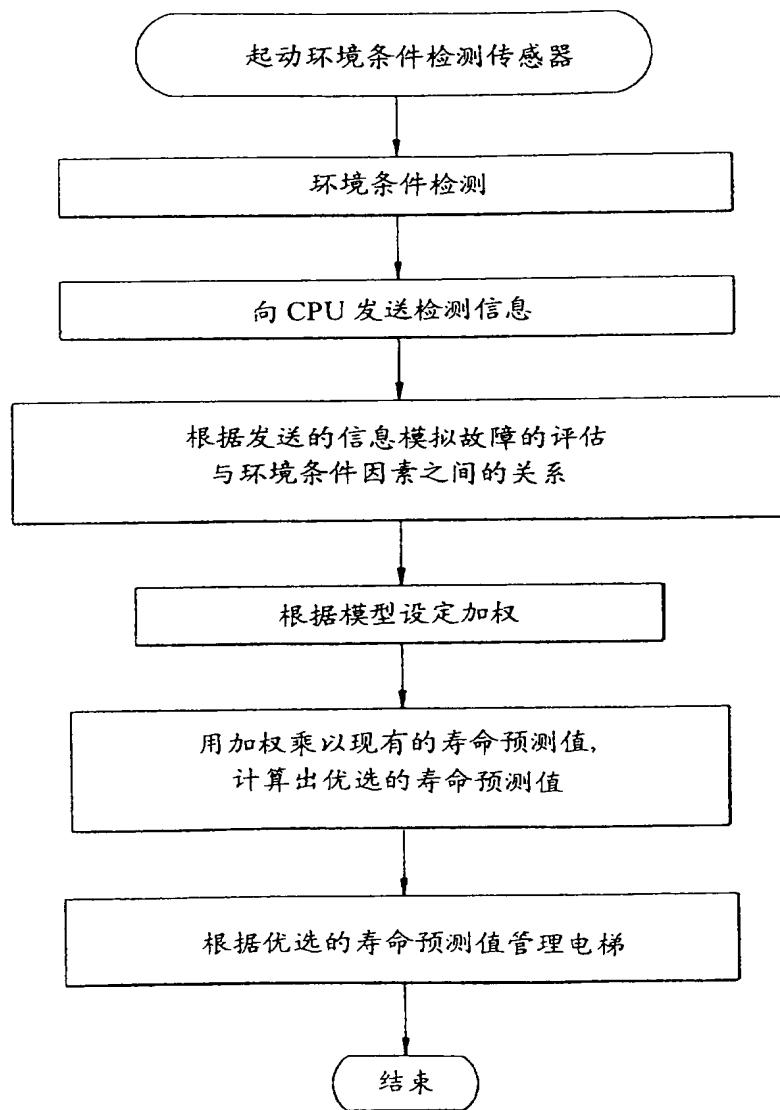 起动环境条件检测传感器
环境条件检测
向 CPU 发送检测信息
根据发送的信息模拟故障的评估
与环境条件因素之间的关系
根据模型设定加权
用加权乘以现有的寿命预测值,
计算出优选的寿命预测值
根据优选的寿命预测值管理电梯
结束